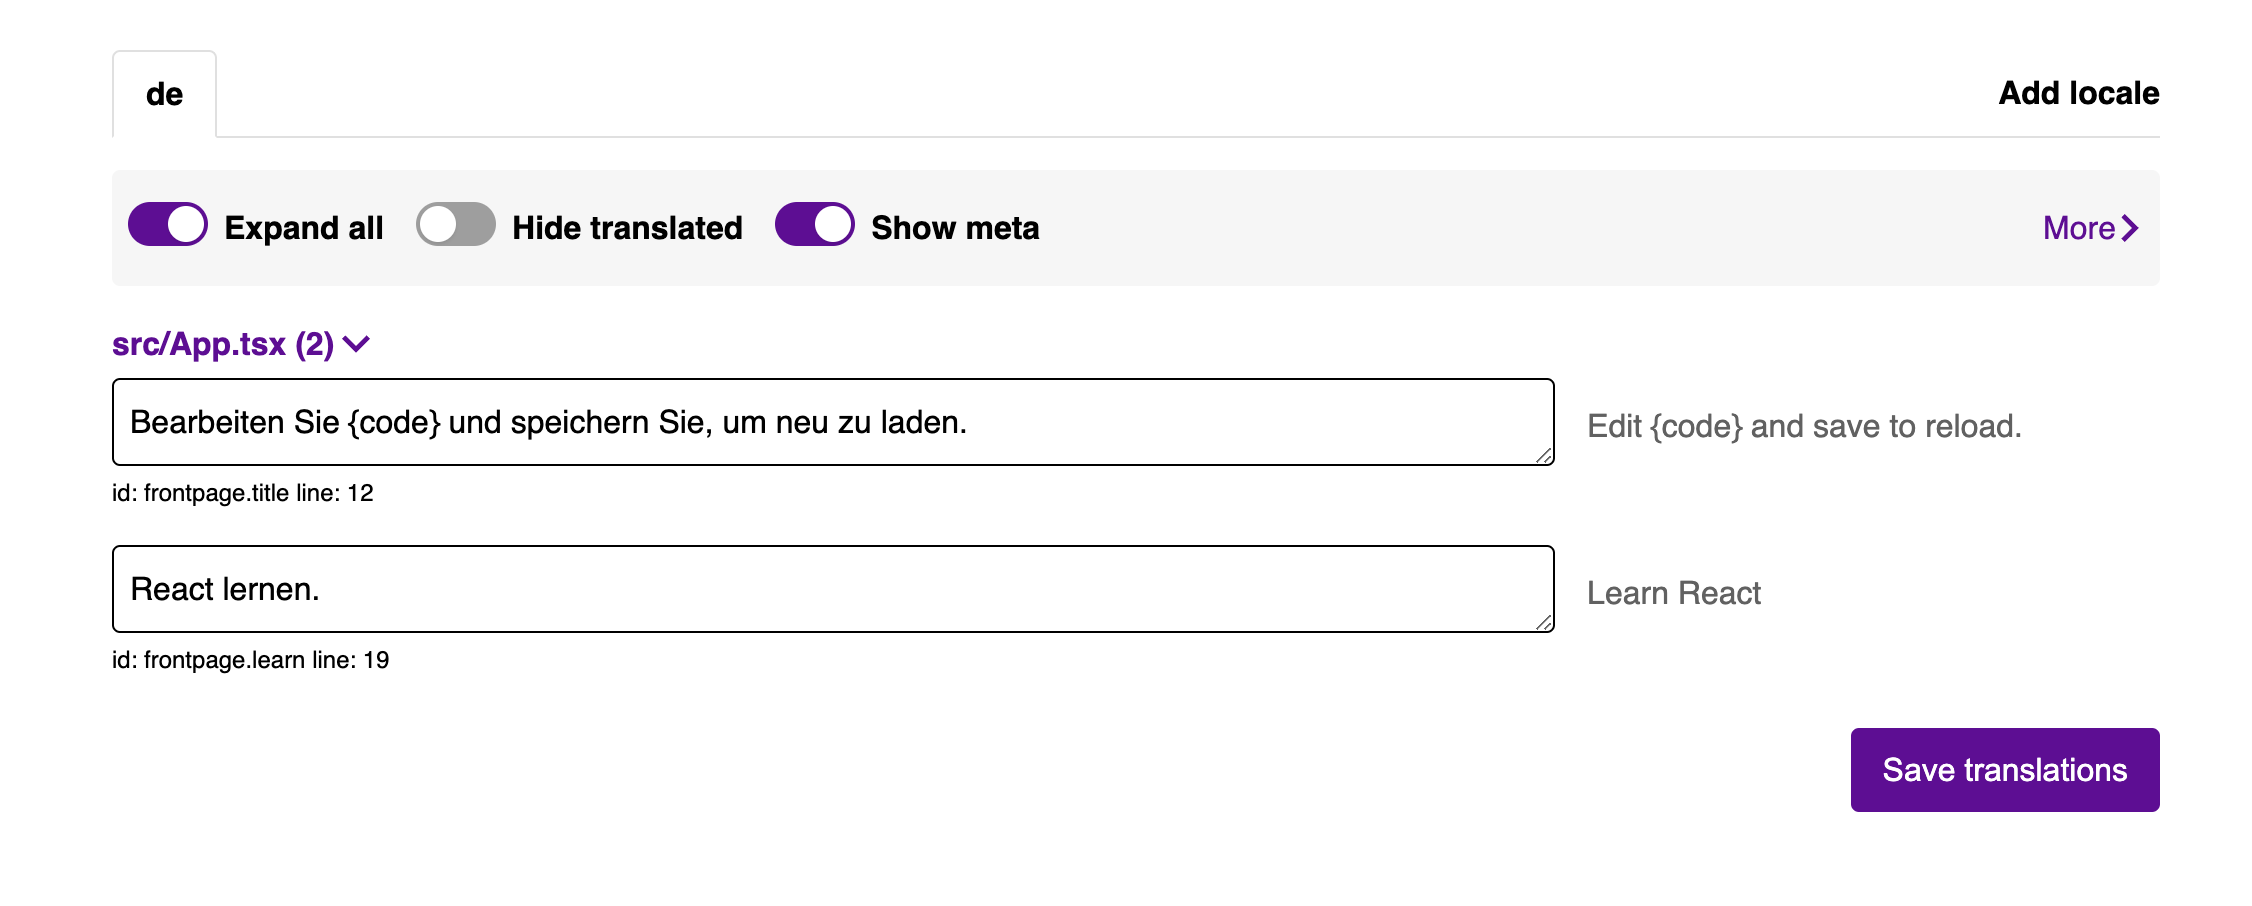 de
Add locale
Expand all Hide translated Show meta More
src/App.tsx (2)
Bearbeiten Sie {code} und speichern Sie, um neu zu laden.
Edit {code} and save to reload.
id: frontpage.title line: 12
React lernen.
Learn React
id: frontpage.learn line: 19
Save translations